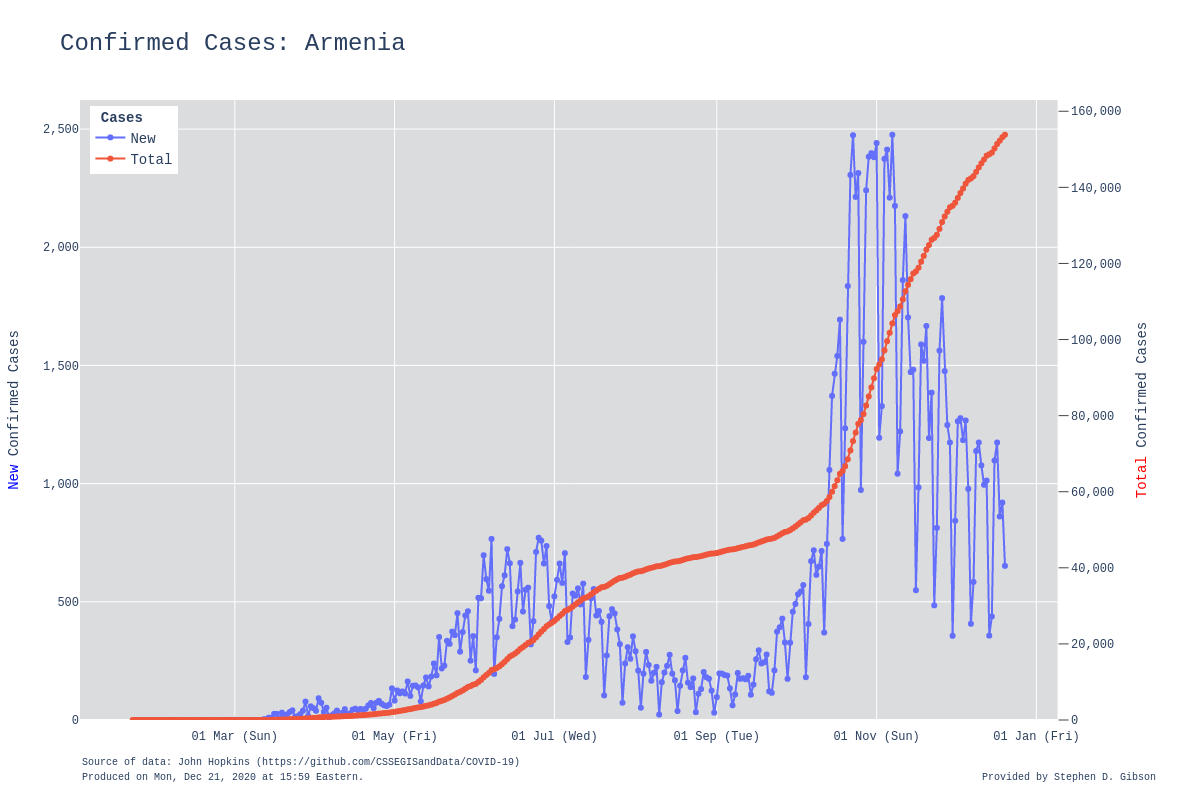 Confirmed Cases: Armenia
Cases
New
Total
2,500
2,000
1,500
1,000
500
0
New Confirmed Cases
160,000
140,000
120,000
100,000
80,000
60,000
40,000
20,000
0
Total Confirmed Cases
01 Mar (Sun)
01 May (Fri)
01 Jul (Wed)
01 Sep (Tue)
01 Nov (Sun)
01 Jan (Fri)
Source of data: John Hopkins (https://github.com/CSSEGISandData/COVID-19)
Produced on Mon, Dec 21, 2020 at 15:59 Eastern.
Provided by Stephen D. Gibson